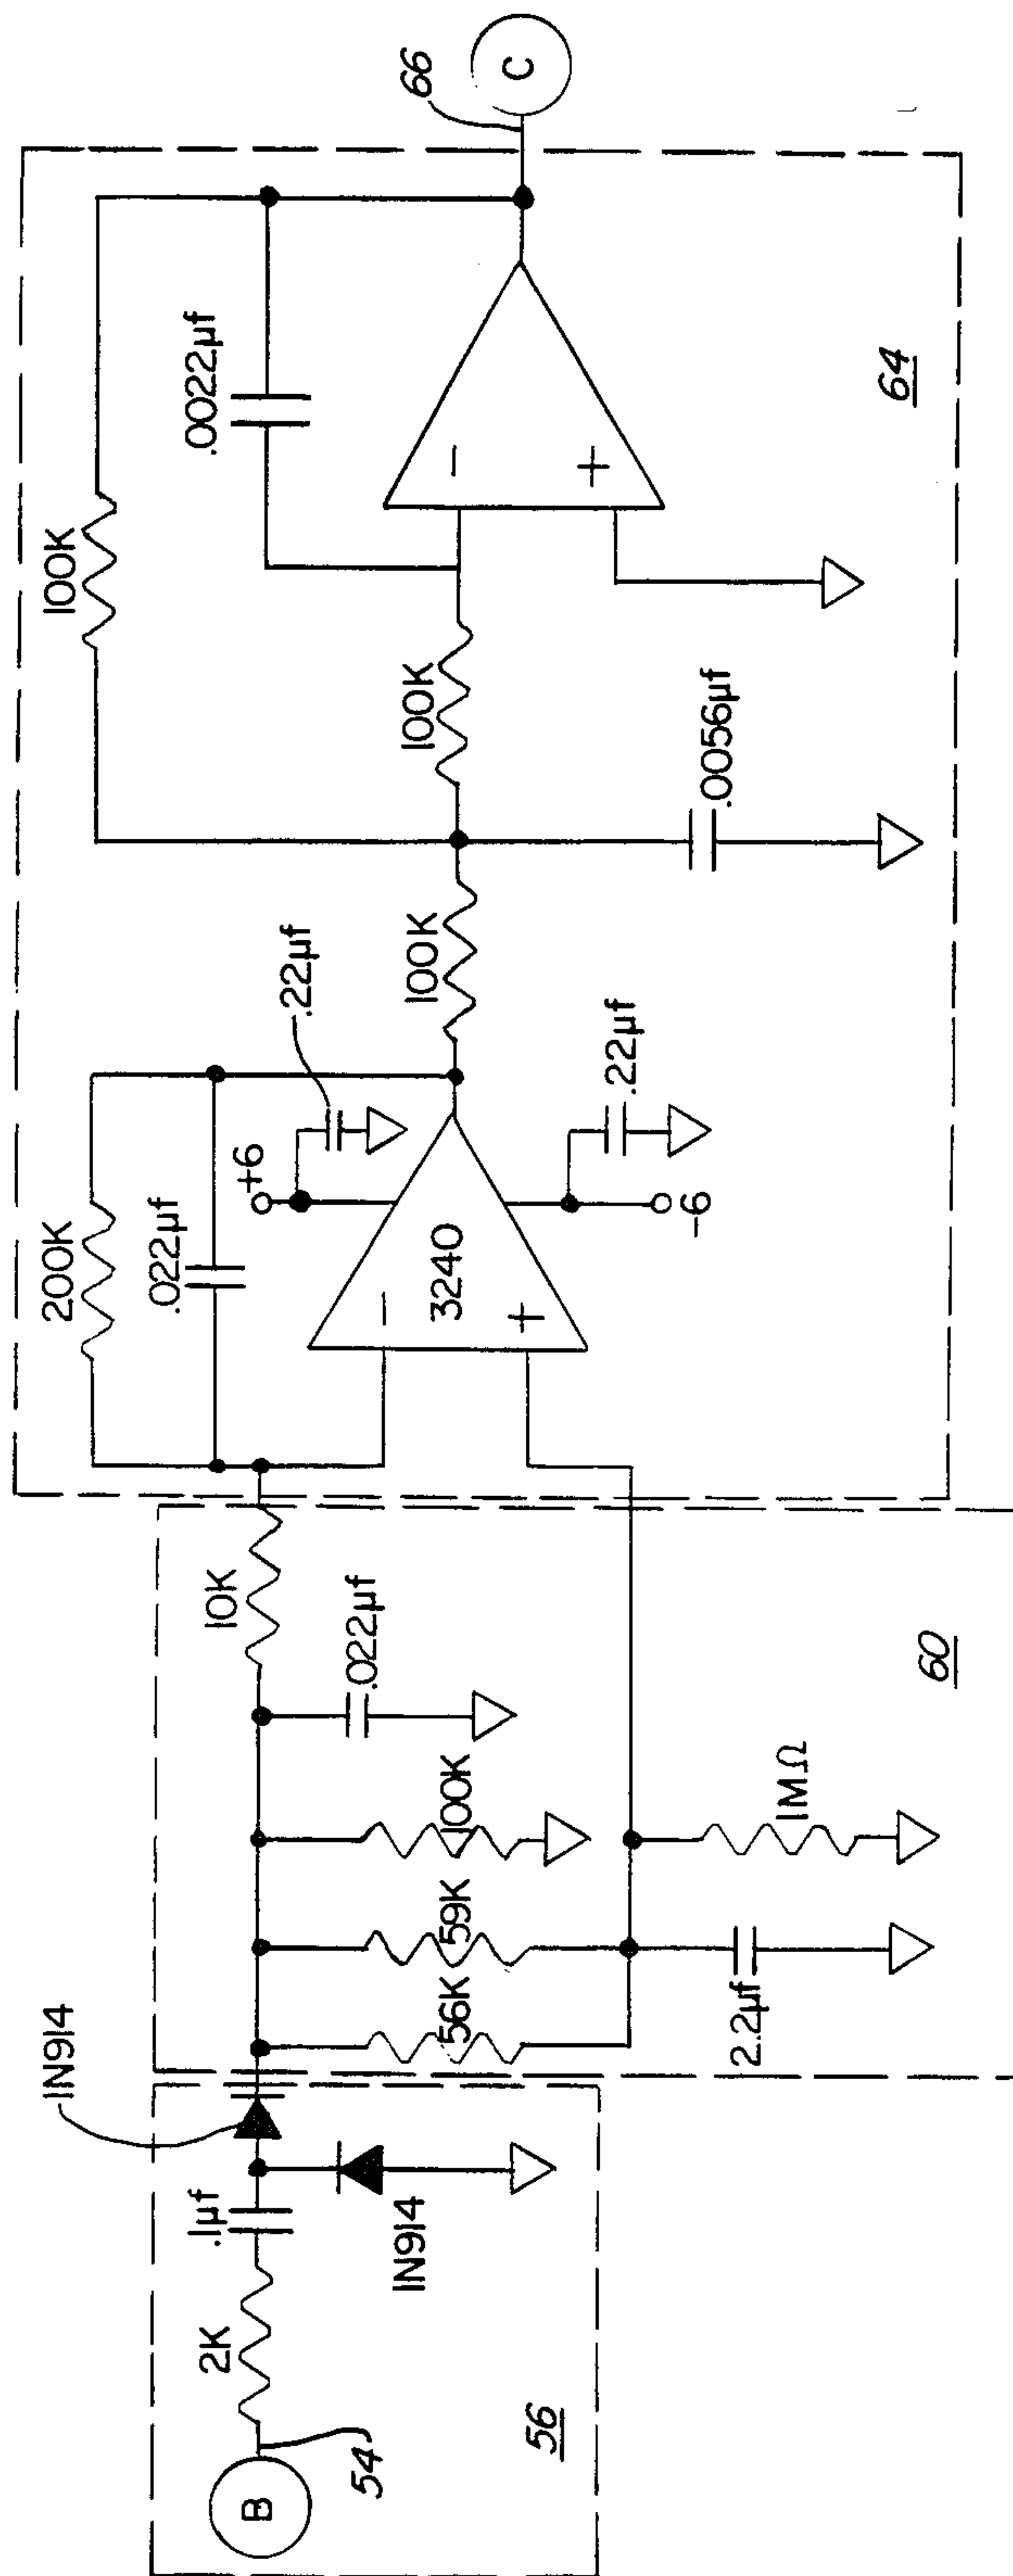 B
54
2K
.1µf
IN914
IN914
56
56K
59K
100K
.022µf
10K
2.2µf
1MΩ
60
200K
.022µf
+6
.22µf
−
3240
+
-6
.22µf
100K
100K
100K
.0056µf
.0022µf
−
+
64
66
C